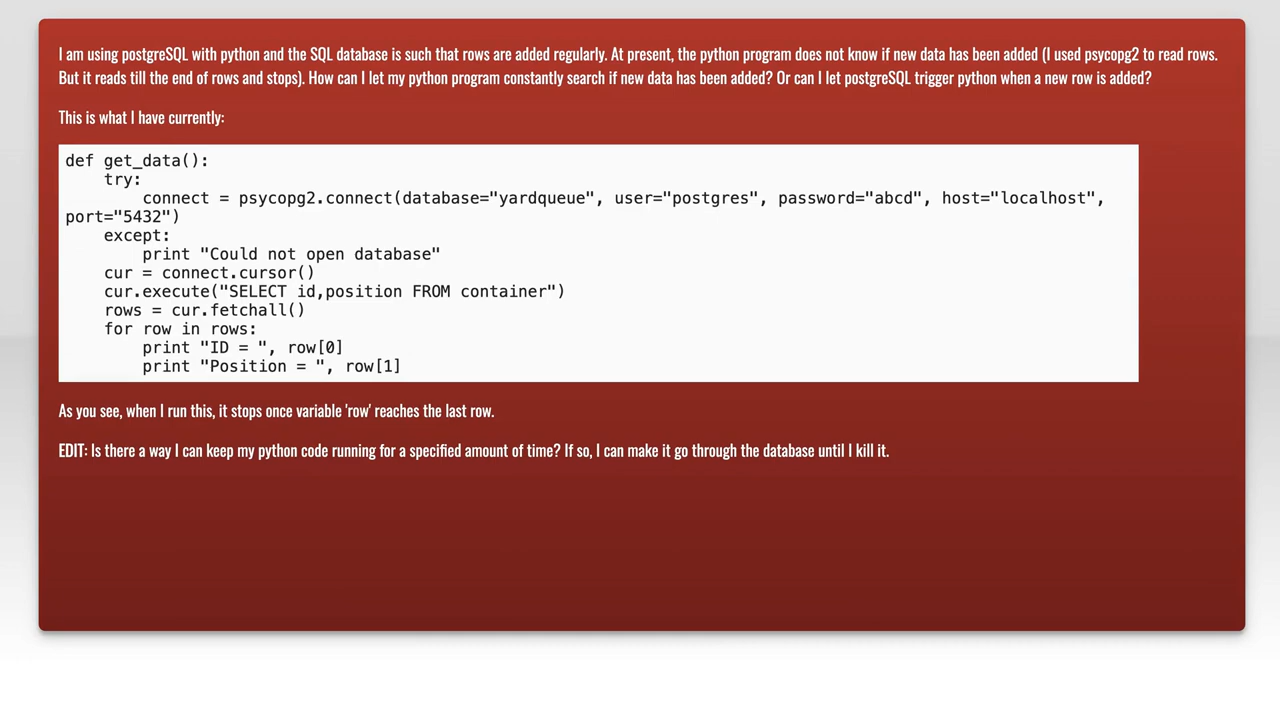 I am using postgreSQL with python and the SQL database is such that rows are added regularly. At present, the python program does not know if new data has been added (I used psycopg2 to read rows.
But it reads till the end of rows and stops). How can I let my python program constantly search if new data has been added? Or can I let postgreSQL trigger python when a new row is added?
This is what I have currently:
def get_data():
    try:
        connect = psycopg2.connect(database="yardqueue", user="postgres", password="abcd", host="localhost",
port="5432")
    except:
        print "Could not open database"
    cur = connect.cursor()
    cur.execute("SELECT id,position FROM container")
    rows = cur.fetchall()
    for row in rows:
        print "ID = ", row[0]
        print "Position = ", row[1]
As you see, when I run this, it stops once variable 'row' reaches the last row.
EDIT: Is there a way I can keep my python code running for a specified amount of time? If so, I can make it go through the database until I kill it.